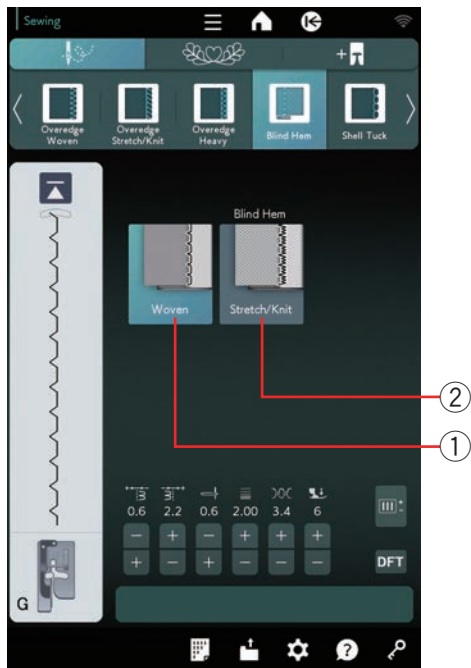 Sewing
+
Overedge
Woven
Overedge
Stretch/Knit
Overedge
Heavy
Blind Hem
Shell Tuck
Blind Hem
Woven
Stretch/Knit
②
①
0.6 2.2 0.6 2.00 3.4 6
− + − + + +
+ − + − − −
DFT
G
?